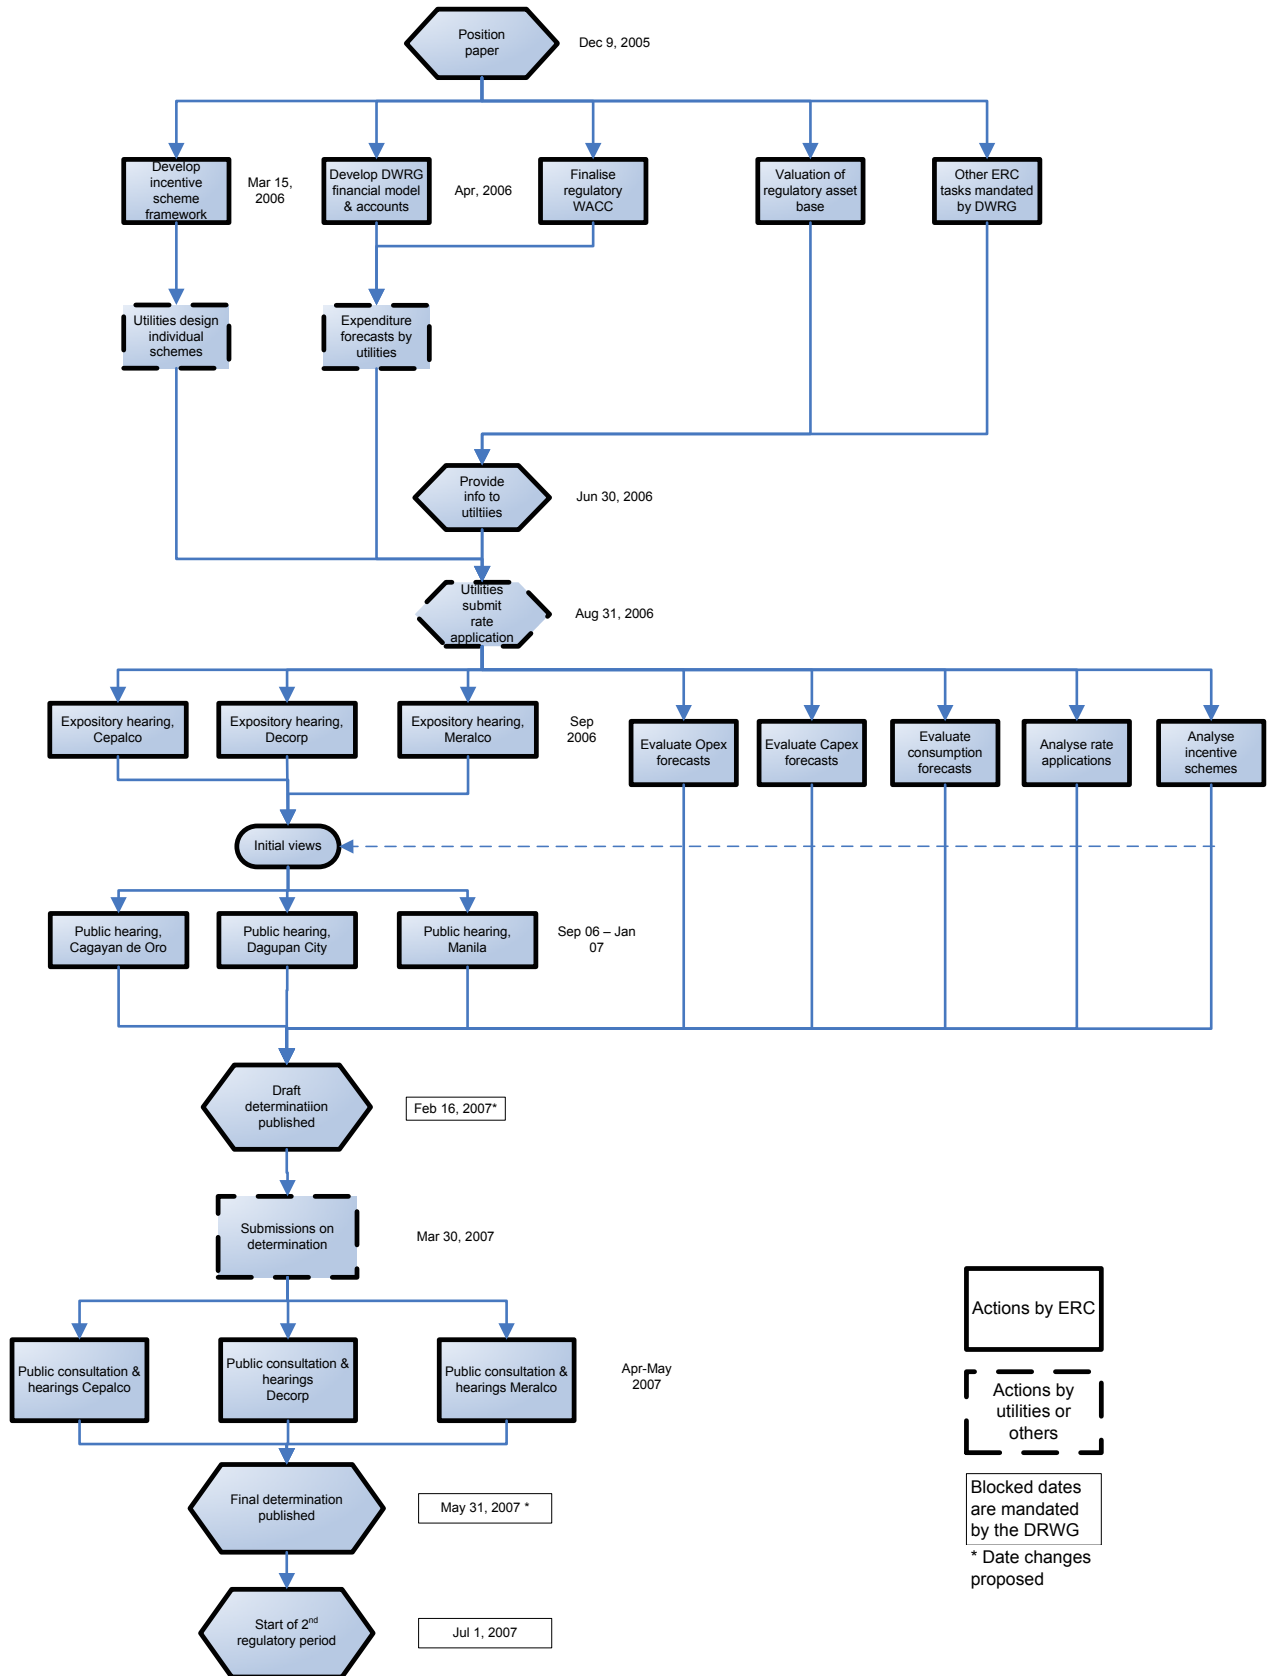 Position
paper
Dec 9, 2005
Develop
incentive
scheme
framework
Mar 15,
2006
Develop DWRG
financial model
& accounts
Apr, 2006
Finalise
regulatory
WACC
Valuation of
regulatory asset
base
Other ERC
tasks mandated
by DWRG
Utilities design
individual
schemes
Expenditure
forecasts by
utilities
Provide
info to
utiltiies
Jun 30, 2006
Utilities
submit
rate
application
Aug 31, 2006
Expository hearing,
Cepalco
Expository hearing,
Decorp
Expository hearing,
Meralco
Sep
2006
Evaluate Opex
forecasts
Evaluate Capex
forecasts
Evaluate
consumption
forecasts
Analyse rate
applications
Analyse
incentive
schemes
Initial views
Public hearing,
Cagayan de Oro
Public hearing,
Dagupan City
Public hearing,
Manila
Sep 06 – Jan
07
Draft
determinatiion
published
Feb 16, 2007*
Submissions on
determination
Mar 30, 2007
Public consultation &
hearings Cepalco
Public consultation &
hearings
Decorp
Public consultation &
hearings Meralco
Apr-May
2007
Final determination
published
May 31, 2007 *
Start of 2nd
regulatory period
Jul 1, 2007
Actions by ERC
Actions by
utilities or
others
Blocked dates
are mandated
by the DRWG
* Date changes
proposed